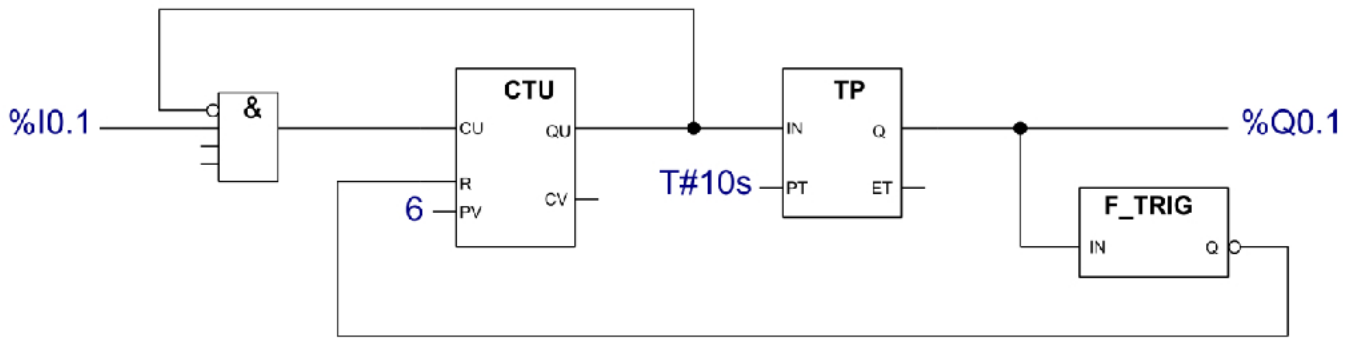 %I0.1
&
CTU
CU
QU
R
CV
6
PV
TP
IN
Q
T#10s
PT
ET
%Q0.1
F_TRIG
IN
Q